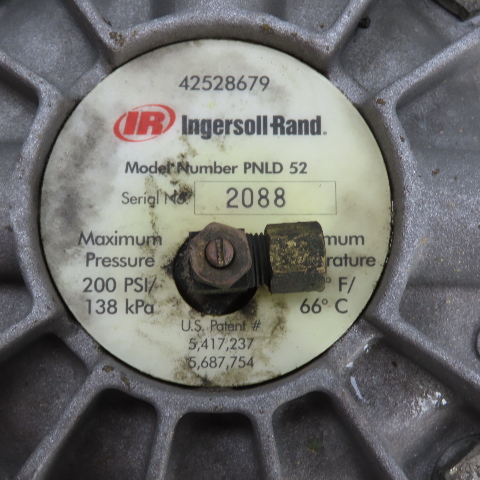 42528679
IR Ingersoll-Rand.
Model Number PNLD 52
Serial No. 2088
Maximum mum
Pressure rature
200 PSI/ ° F/
138 kPa 66° C
U.S. Patent #
5,417,237
5,687,754